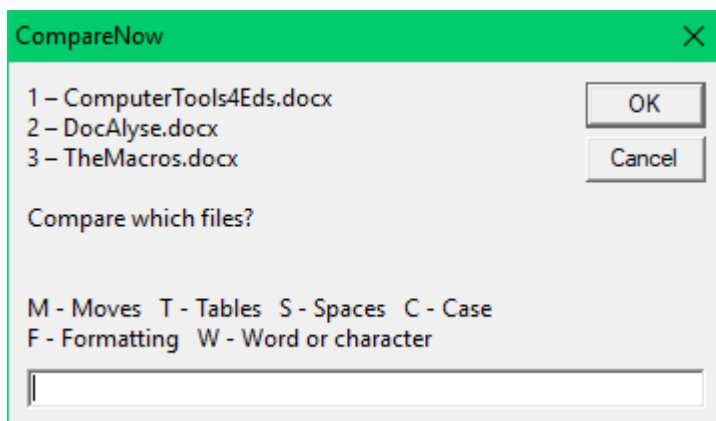 CompareNow
1 – ComputerTools4Eds.docx
2 – DocAlyse.docx
3 – TheMacros.docx
OK
Cancel
Compare which files?
M - Moves T - Tables S - Spaces C - Case
F - Formatting W - Word or character